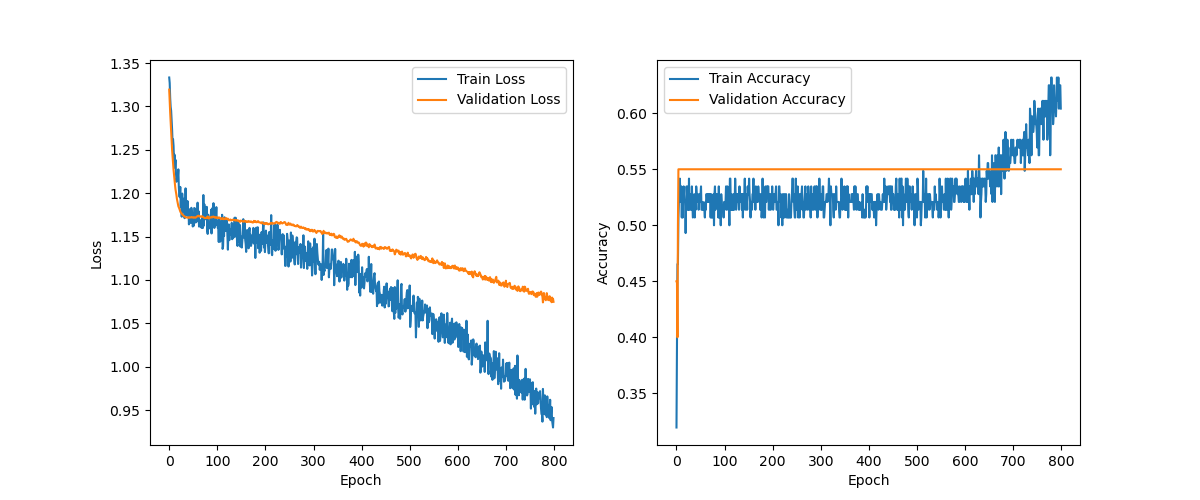 Train Loss
Validation Loss
1.35
1.30
1.25
1.20
1.15
1.10
1.05
1.00
0.95
Loss
0 100 200 300 400 500 600 700 800
Epoch
Train Accuracy
Validation Accuracy
0.60
0.55
0.50
0.45
0.40
0.35
Accuracy
0 100 200 300 400 500 600 700 800
Epoch